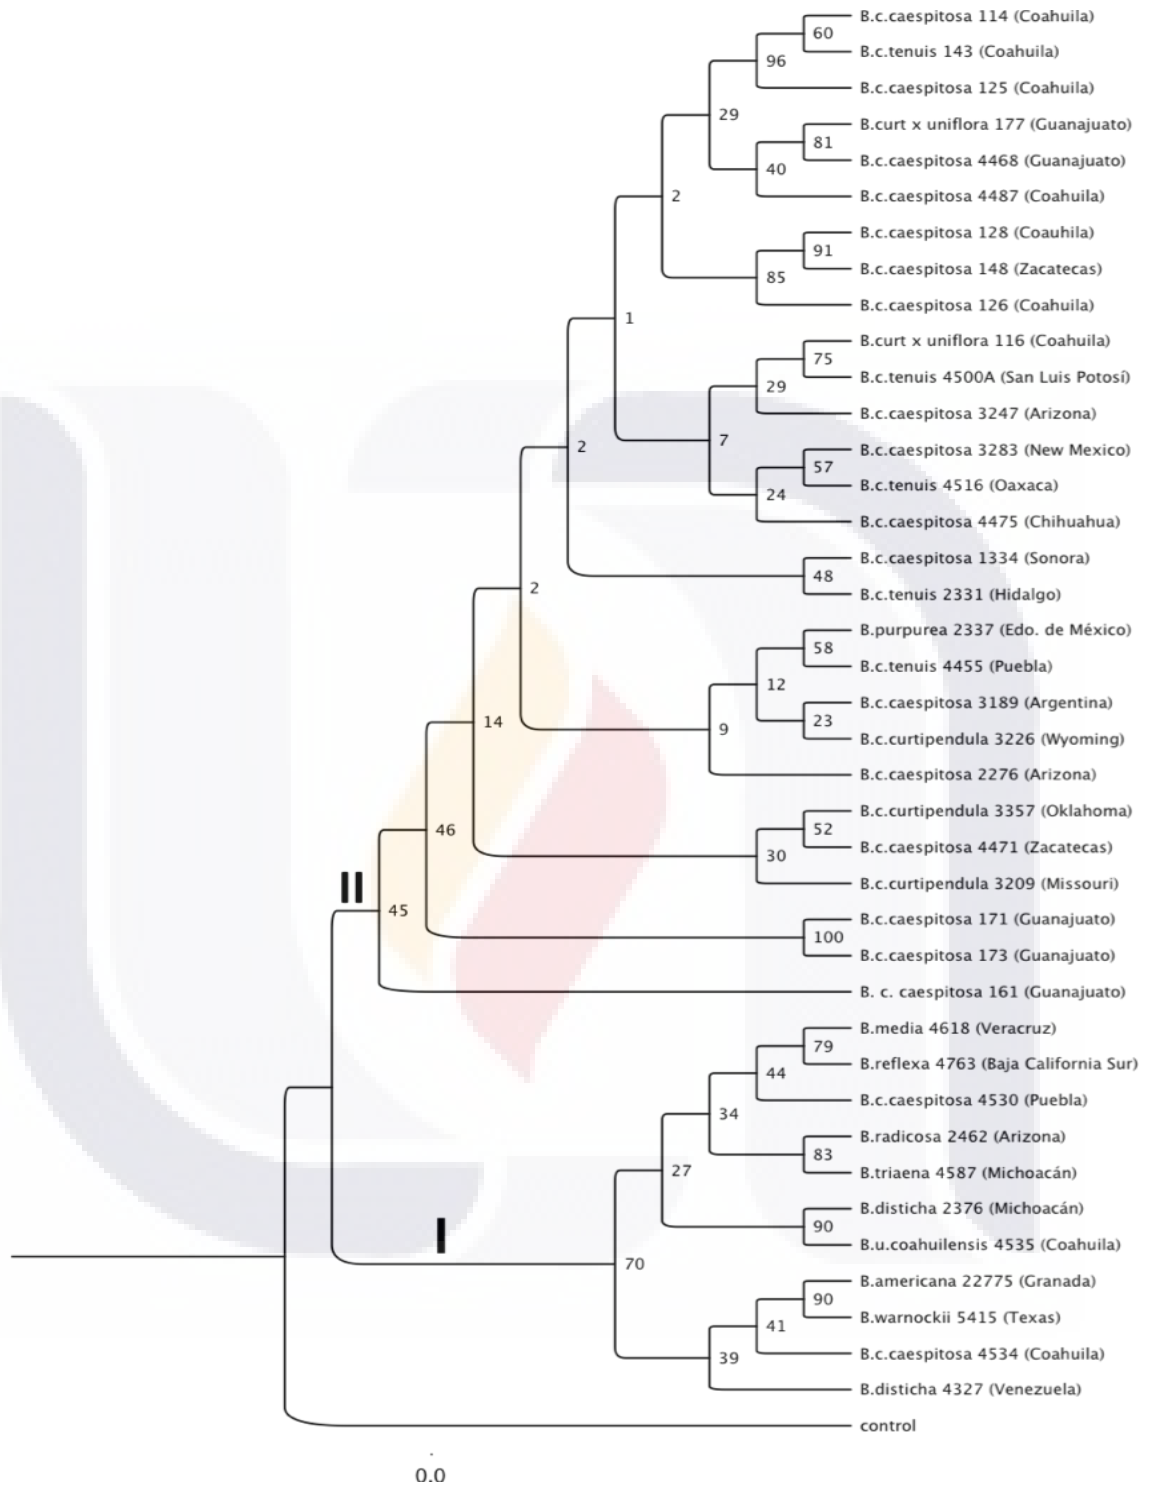 B.c.caespitosa 114 (Coahuila)
60
B.c.tenuis 143 (Coahuila)
96
B.c.caespitosa 125 (Coahuila)
29
B.curt x uniflora 177 (Guanajuato)
81
B.c.caespitosa 4468 (Guanajuato)
40
B.c.caespitosa 4487 (Coahuila)
2
B.c.caespitosa 128 (Coauhila)
91
B.c.caespitosa 148 (Zacatecas)
85
B.c.caespitosa 126 (Coahuila)
1
B.curt x uniflora 116 (Coahuila)
75
B.c.tenuis 4500A (San Luis Potosí)
29
B.c.caespitosa 3247 (Arizona)
7
2
B.c.caespitosa 3283 (New Mexico)
57
B.c.tenuis 4516 (Oaxaca)
24
B.c.caespitosa 4475 (Chihuahua)
B.c.caespitosa 1334 (Sonora)
48
2
B.c.tenuis 2331 (Hidalgo)
B.purpurea 2337 (Edo. de México)
58
B.c.tenuis 4455 (Puebla)
12
B.c.caespitosa 3189 (Argentina)
23
14
9
B.c.curtipendula 3226 (Wyoming)
B.c.caespitosa 2276 (Arizona)
B.c.curtipendula 3357 (Oklahoma)
52
46
B.c.caespitosa 4471 (Zacatecas)
30
B.c.curtipendula 3209 (Missouri)
II
45
B.c.caespitosa 171 (Guanajuato)
100
B.c.caespitosa 173 (Guanajuato)
B. c. caespitosa 161 (Guanajuato)
B.media 4618 (Veracruz)
79
B.reflexa 4763 (Baja California Sur)
44
B.c.caespitosa 4530 (Puebla)
34
B.radicosa 2462 (Arizona)
83
27
B.triaena 4587 (Michoacán)
B.disticha 2376 (Michoacán)
90
I
B.u.coahuilensis 4535 (Coahuila)
70
B.americana 22775 (Granada)
90
B.warnockii 5415 (Texas)
41
B.c.caespitosa 4534 (Coahuila)
39
B.disticha 4327 (Venezuela)
control
0.0